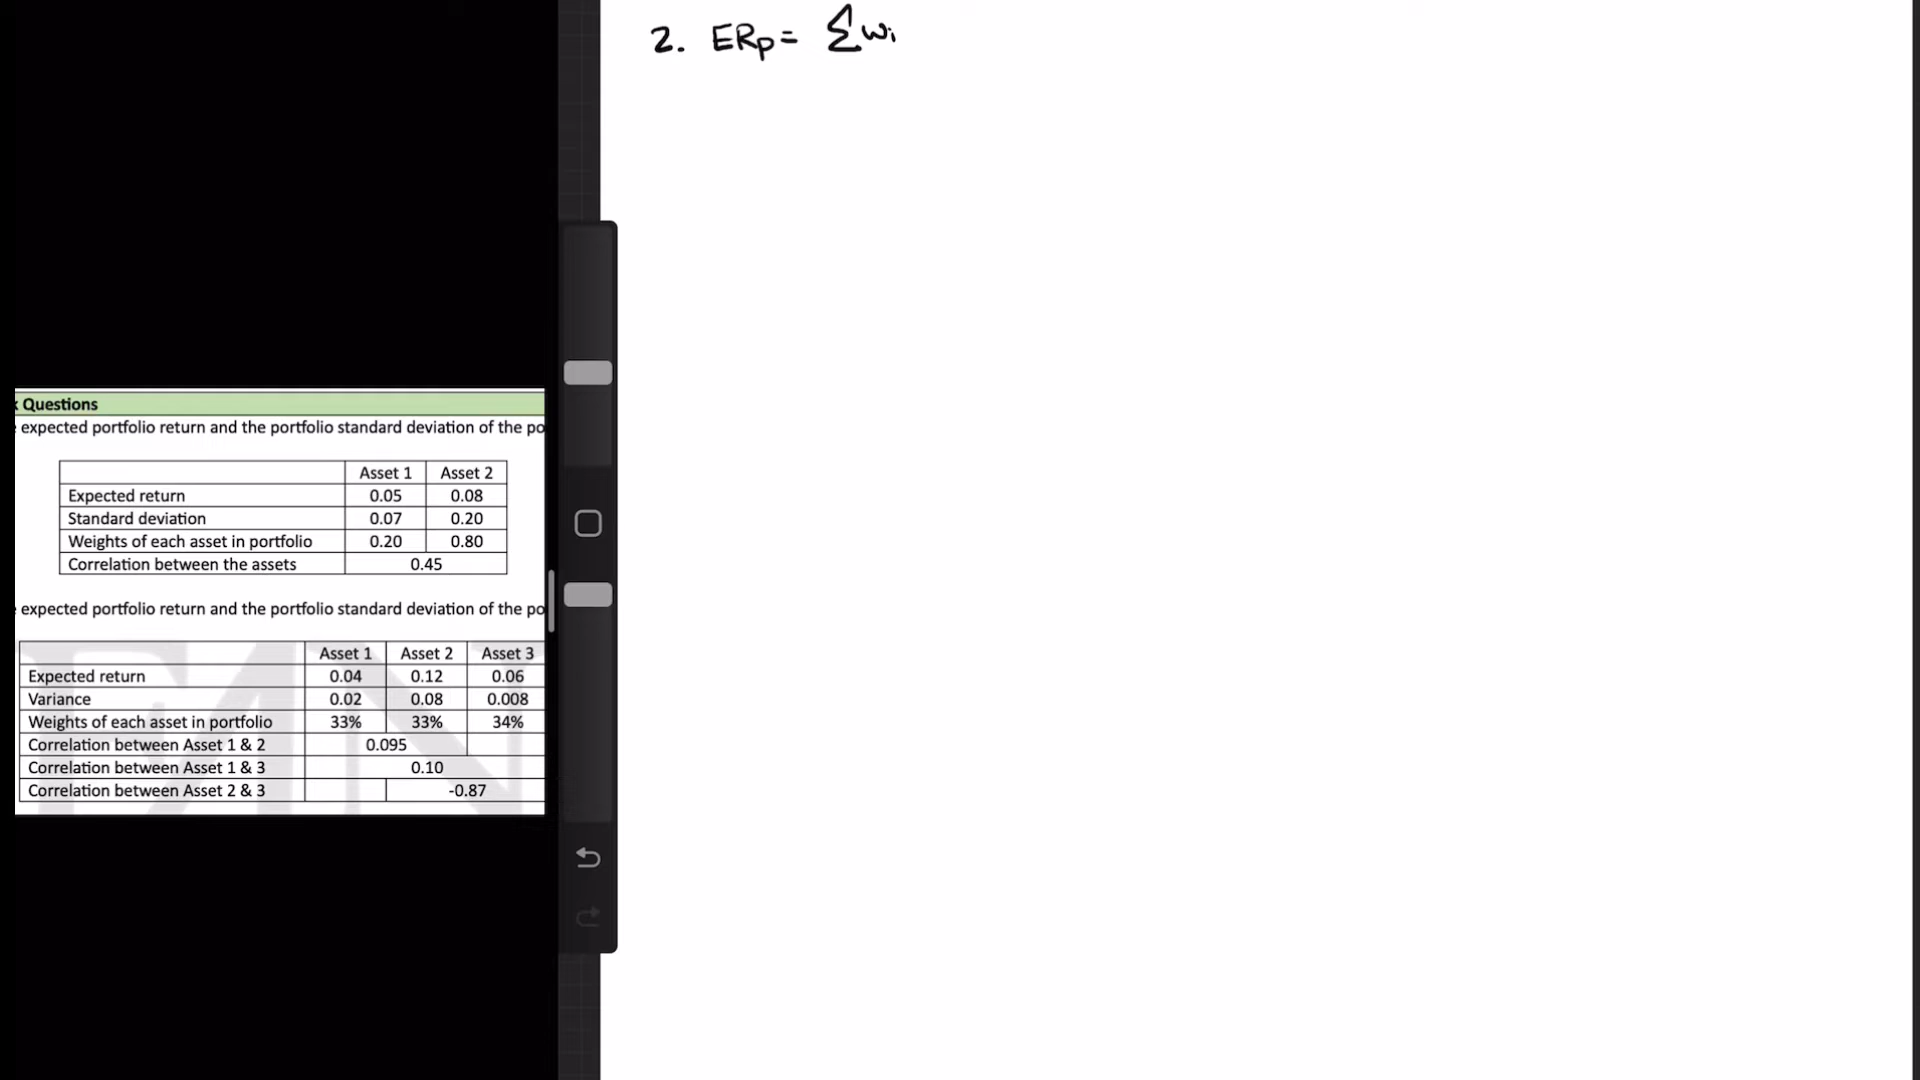 2. ERp = Σwi
Questions
expected portfolio return and the portfolio standard deviation of the po
Asset 1 Asset 2
Expected return 0.05 0.08
Standard deviation 0.07 0.20
Weights of each asset in portfolio 0.20 0.80
Correlation between the assets 0.45
expected portfolio return and the portfolio standard deviation of the po
Asset 1 Asset 2 Asset 3
Expected return 0.04 0.12 0.06
Variance 0.02 0.08 0.008
Weights of each asset in portfolio 33% 33% 34%
Correlation between Asset 1 & 2 0.095
Correlation between Asset 1 & 3 0.10
Correlation between Asset 2 & 3 -0.87